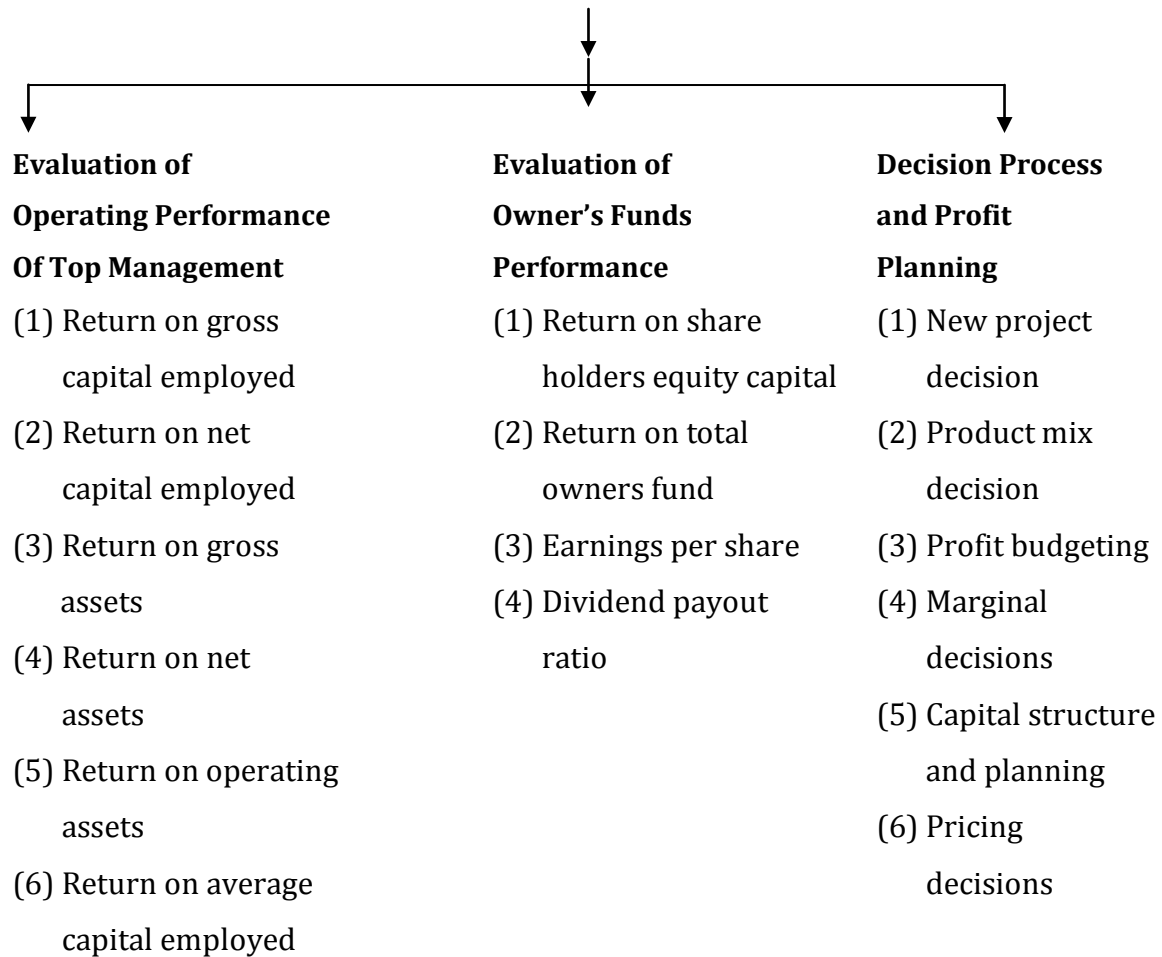 Evaluation of
Operating Performance
Of Top Management
(1) Return on gross
capital employed
(2) Return on net
capital employed
(3) Return on gross
assets
(4) Return on net
assets
(5) Return on operating
assets
(6) Return on average
capital employed
Evaluation of
Owner’s Funds
Performance
(1) Return on share
holders equity capital
(2) Return on total
owners fund
(3) Earnings per share
(4) Dividend payout
ratio
Decision Process
and Profit
Planning
(1) New project
decision
(2) Product mix
decision
(3) Profit budgeting
(4) Marginal
decisions
(5) Capital structure
and planning
(6) Pricing
decisions